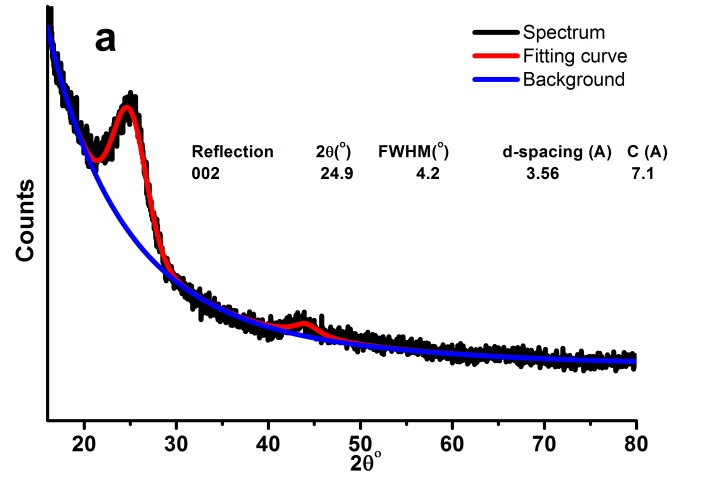 a
Spectrum
Fitting curve
Background
Reflection 2θ(°) FWHM(°) d-spacing (A) C (A)
002 24.9 4.2 3.56 7.1
Counts
20 30 40 50 60 70 80
2θ°